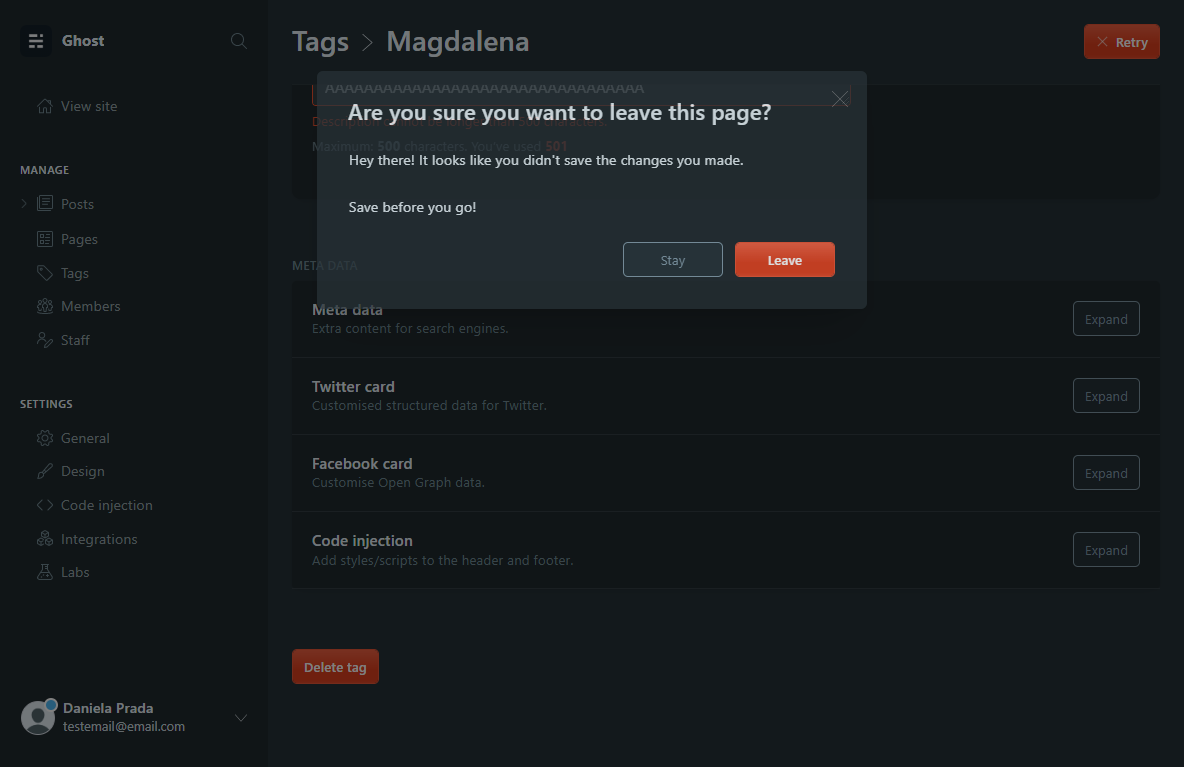 Ghost
View site
MANAGE
Posts
Pages
Tags
Members
Staff
SETTINGS
General
Design
Code injection
Integrations
Labs
Daniela Prada
testemail@email.com
Tags > Magdalena
Retry
Are you sure you want to leave this page?
Maximum: 500 characters. You've used 501
Hey there! It looks like you didn't save the changes you made.
Save before you go!
Stay
Leave
META DATA
Meta data
Extra content for search engines.
Expand
Twitter card
Customised structured data for Twitter.
Expand
Facebook card
Customise Open Graph data.
Expand
Code injection
Add styles/scripts to the header and footer.
Expand
Delete tag